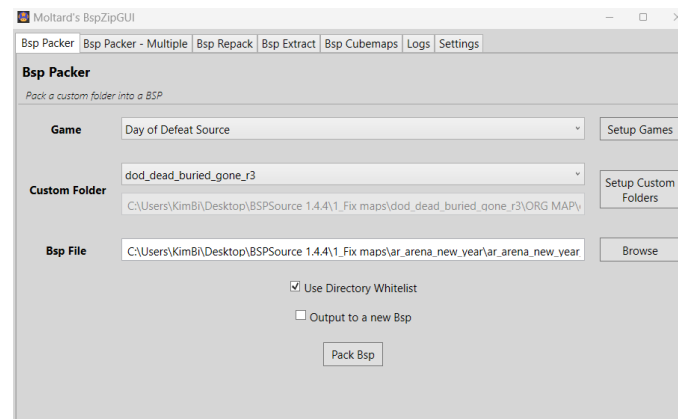 Moltard's BspZipGUI
Bsp Packer Bsp Packer - Multiple Bsp Repack Bsp Extract Bsp Cubemaps Logs Settings
Bsp Packer
Pack a custom folder into a BSP
Game Day of Defeat Source Setup Games
dod_dead_buried_gone_r3
Custom Folder Setup Custom Folders
C:\Users\KimBi\Desktop\BSPSource 1.4.4\1_Fix maps\dod_dead_buried_gone_r3\ORG MAP\
Bsp File C:\Users\KimBi\Desktop\BSPSource 1.4.4\1_Fix maps\ar_arena_new_year\ar_arena_new_year Browse
Use Directory Whitelist
Output to a new Bsp
Pack Bsp